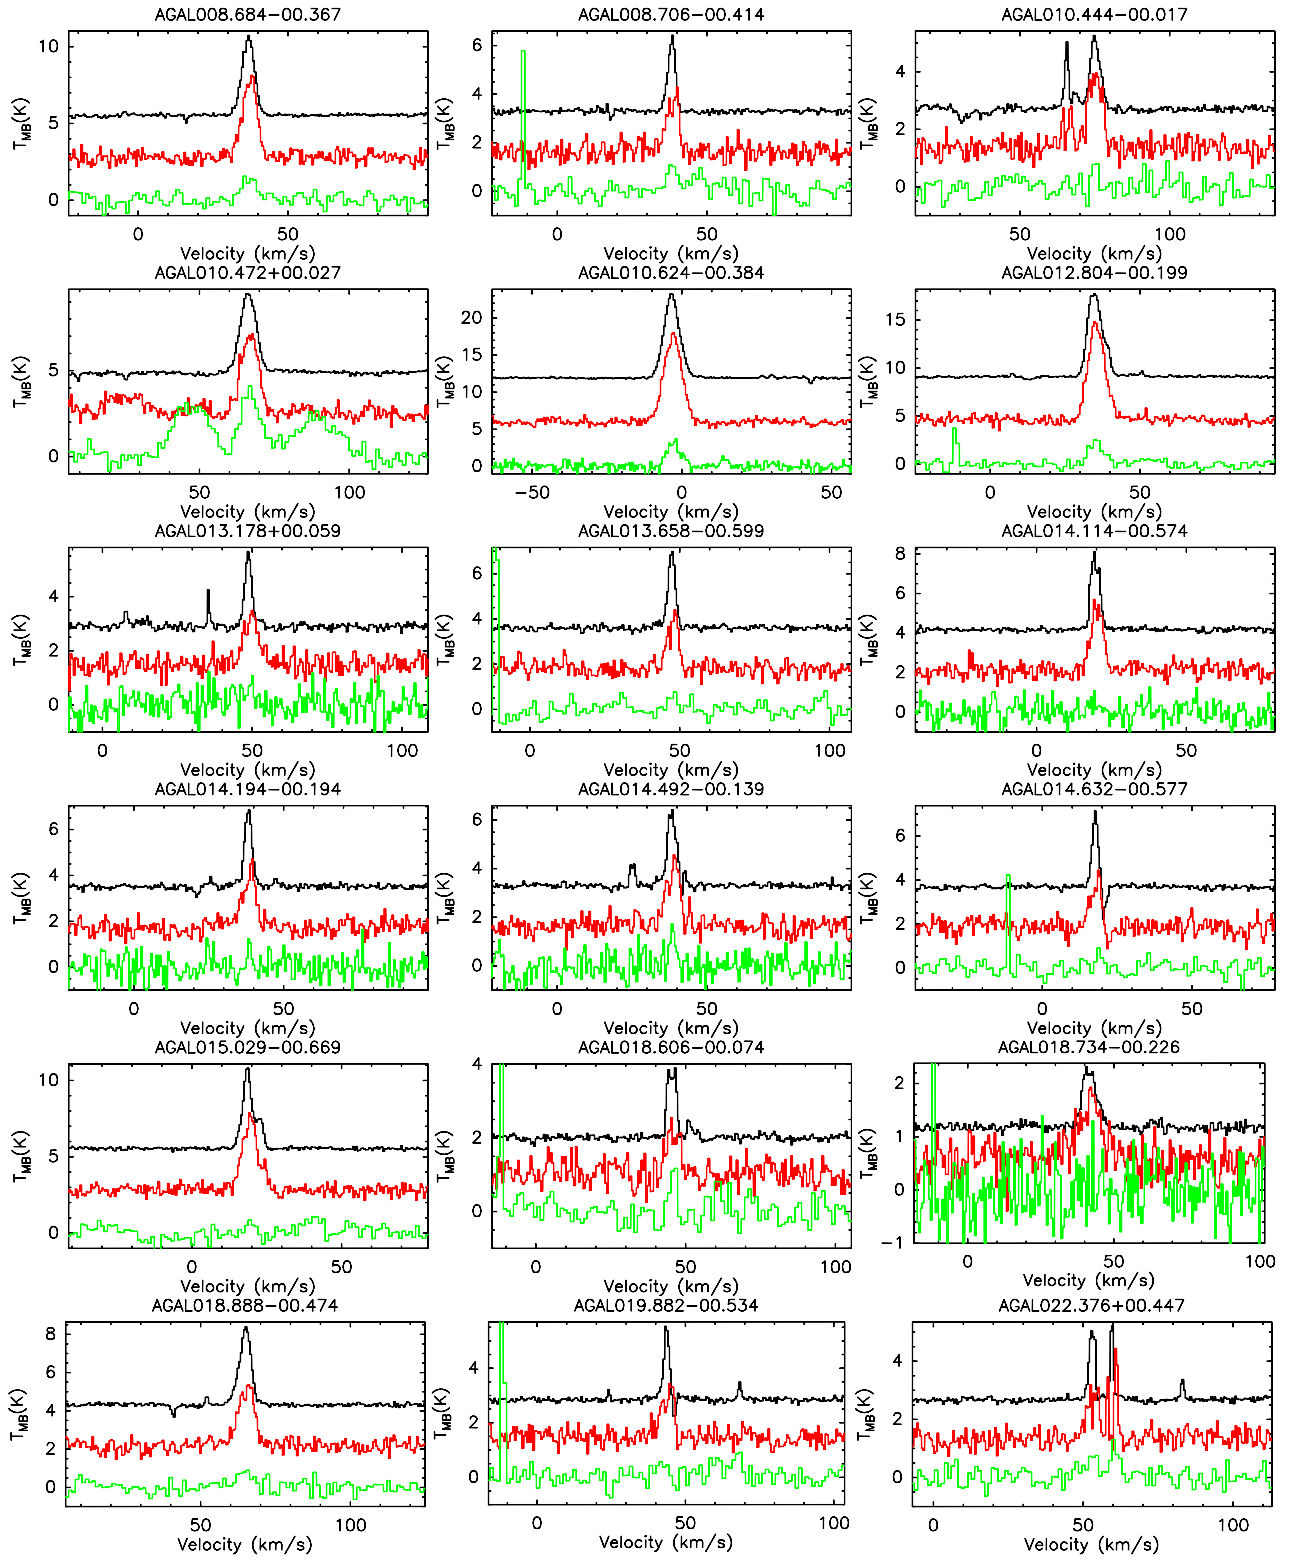 AGAL008.684−00.367 AGAL008.706−00.414 AGAL010.444−00.017
T_MB(K) 10 5 0 T_MB(K) 6 4 2 0 T_MB(K) 4 2 0
0 50 0 50 50 100
Velocity (km/s) Velocity (km/s) Velocity (km/s)
AGAL010.472+00.027 AGAL010.624−00.384 AGAL012.804−00.199
T_MB(K) 5 0 T_MB(K) 20 15 10 5 0 T_MB(K) 15 10 5 0
50 100 −50 0 50 0 50
Velocity (km/s) Velocity (km/s) Velocity (km/s)
AGAL013.178+00.059 AGAL013.658−00.599 AGAL014.114−00.574
T_MB(K) 4 2 0 T_MB(K) 6 4 2 0 T_MB(K) 8 6 4 2 0
0 50 100 0 50 100 0 50
Velocity (km/s) Velocity (km/s) Velocity (km/s)
AGAL014.194−00.194 AGAL014.492−00.139 AGAL014.632−00.577
T_MB(K) 6 4 2 0 T_MB(K) 6 4 2 0 T_MB(K) 6 4 2 0
0 50 0 50 0 50
Velocity (km/s) Velocity (km/s) Velocity (km/s)
AGAL015.029−00.669 AGAL018.606−00.074 AGAL018.734−00.226
T_MB(K) 10 5 0 T_MB(K) 4 2 0 T_MB(K) 2 1 0 −1
0 50 0 50 100 0 50 100
Velocity (km/s) Velocity (km/s) Velocity (km/s)
AGAL018.888−00.474 AGAL019.882−00.534 AGAL022.376+00.447
T_MB(K) 8 6 4 2 0 T_MB(K) 4 2 0 T_MB(K) 4 2 0
50 100 0 50 100 0 50 100
Velocity (km/s) Velocity (km/s) Velocity (km/s)